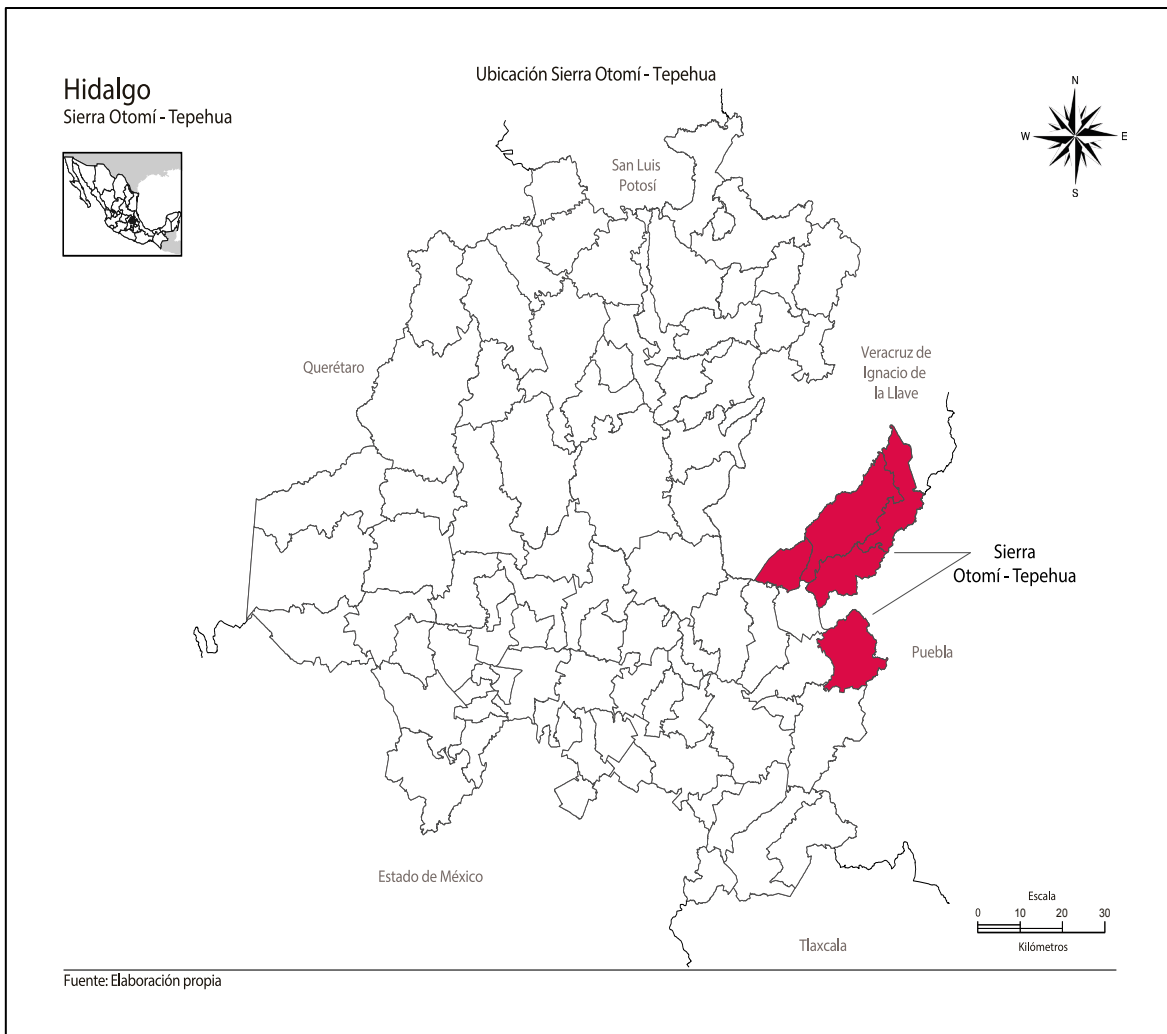 Hidalgo
Sierra Otomí - Tepehua
Ubicación Sierra Otomí - Tepehua
N
W
E
S
San Luis
Potosí
Querétaro
Veracruz de
Ignacio de
la Llave
Sierra
Otomí - Tepehua
Puebla
Estado de México
Tlaxcala
Escala
0 10 20 30
Kilómetros
Fuente: Elaboración propia